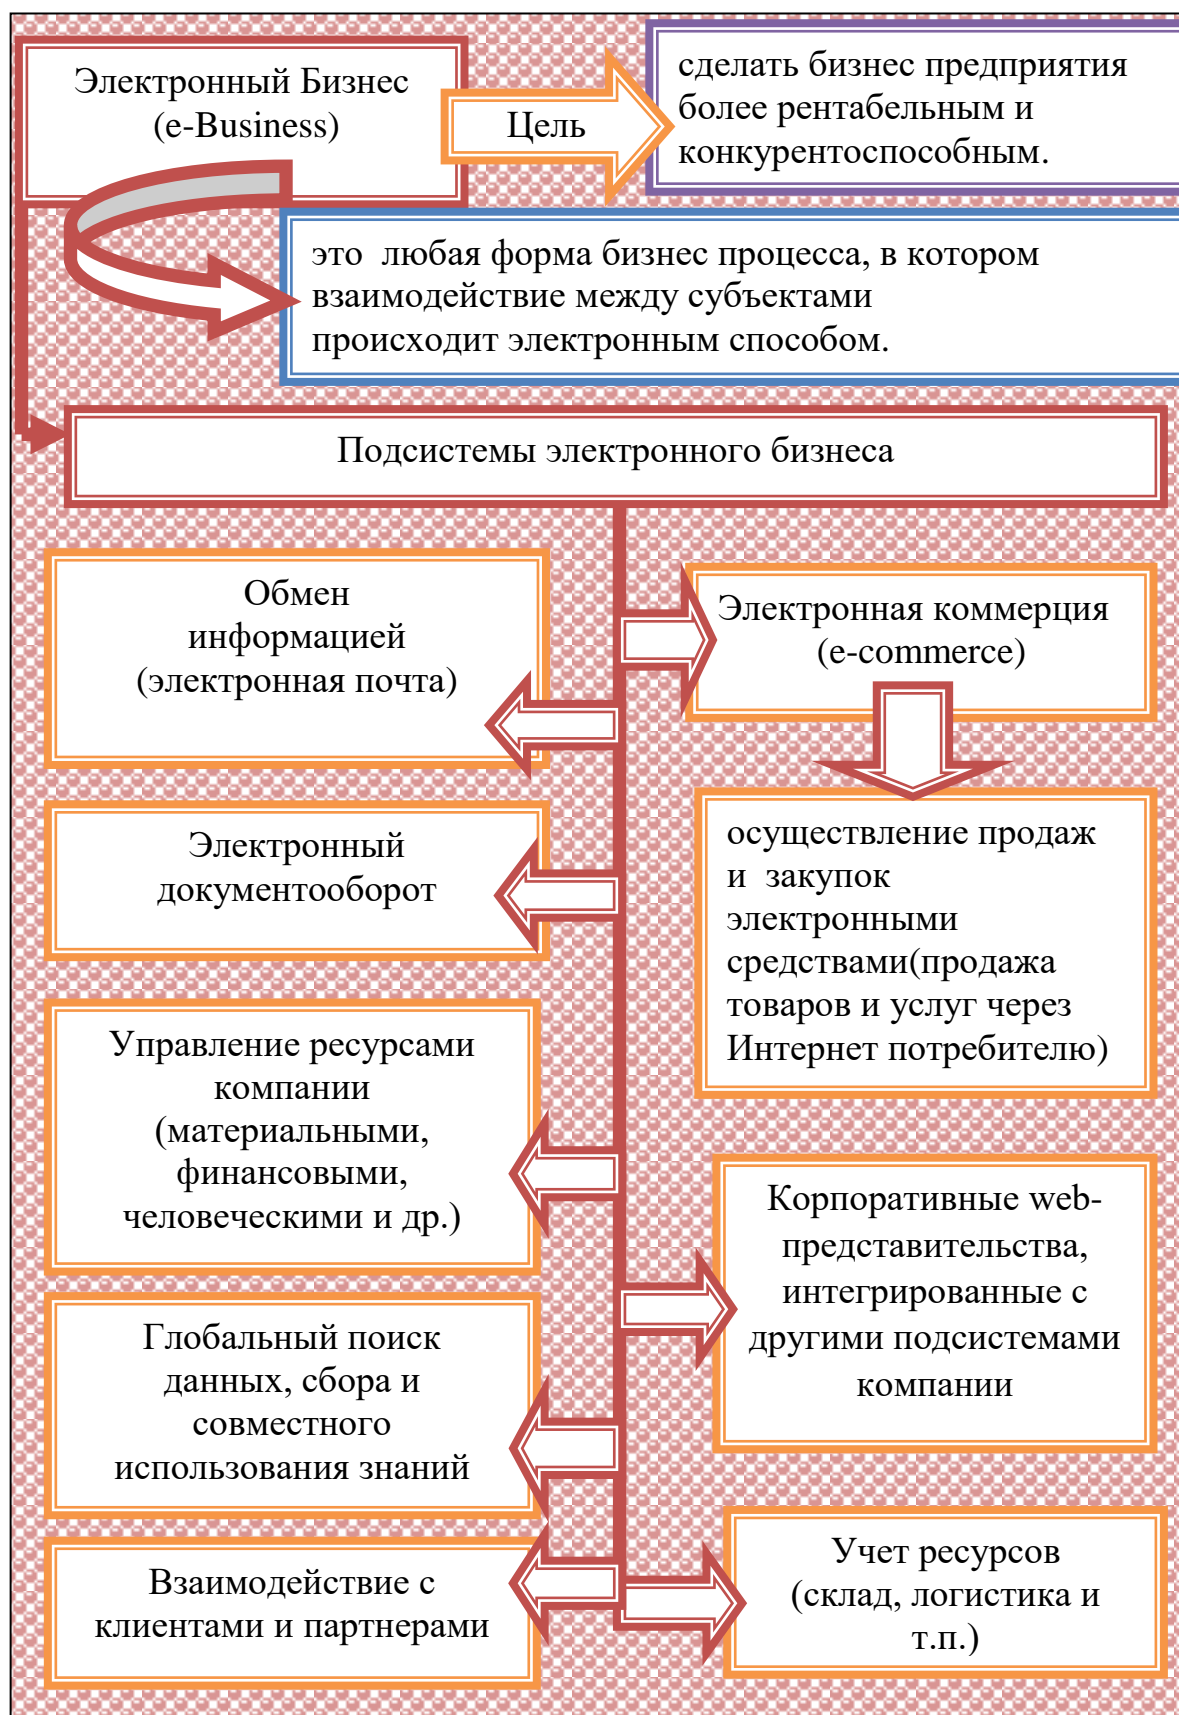 Электронный Бизнес
(e-Business)
Цель
сделать бизнес предприятия
более рентабельным и
конкурентоспособным.
это  любая форма бизнес процесса, в котором
взаимодействие между субъектами
происходит электронным способом.
Подсистемы электронного бизнеса
Обмен
информацией
(электронная почта)
Электронная коммерция
(e-commerce)
Электронный
документооборот
осуществление продаж
и  закупок
электронными
средствами(продажа
товаров и услуг через
Интернет потребителю)
Управление ресурсами
компании
(материальными,
финансовыми,
человеческими и др.)
Корпоративные web-
представительства,
интегрированные с
другими подсистемами
компании
Глобальный поиск
данных, сбора и
совместного
использования знаний
Взаимодействие с
клиентами и партнерами
Учет ресурсов
(склад, логистика и
т.п.)